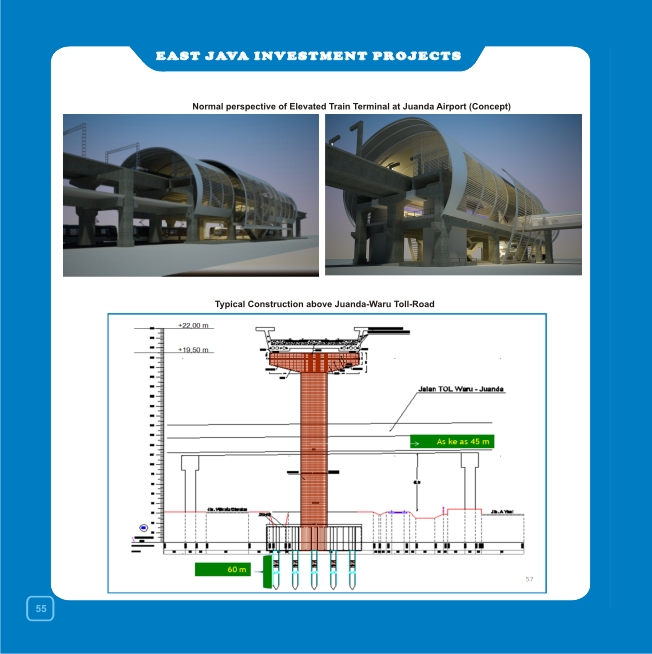 EAST JAVA INVESTMENT PROJECTS
Normal perspective of Elevated Train Terminal at Juanda Airport (Concept)
Typical Construction above Juanda-Waru Toll-Road
+22,00 m
+19,50 m
Jalan TOL Waru - Juanda
As ke as 45 m
60 m
57
55